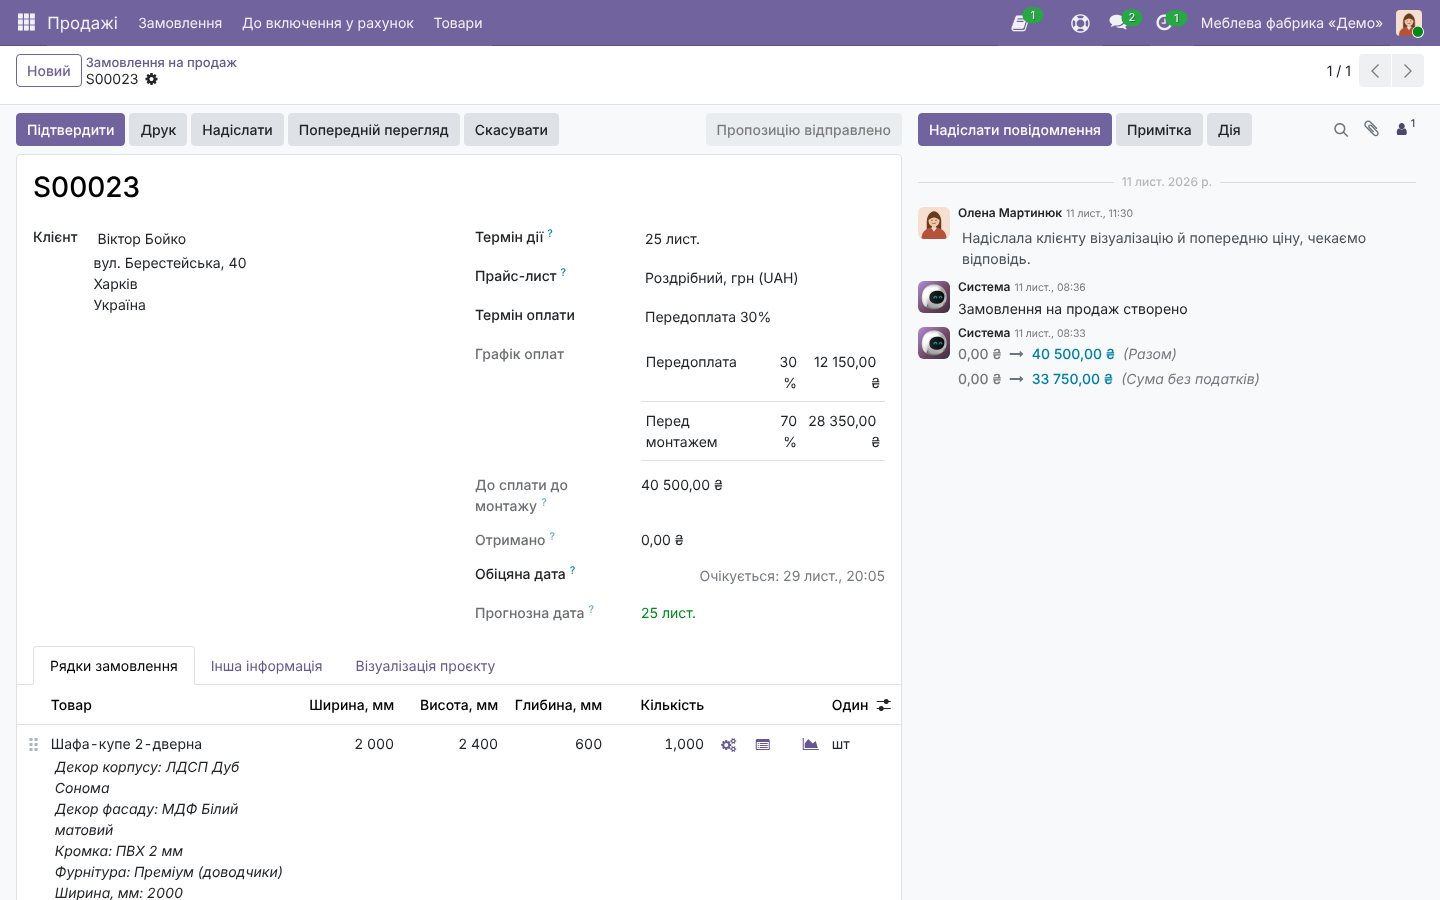 Продажі
Замовлення
До включення у рахунок
Товари
1
2
1
Меблева фабрика «Демо»
Новий
Замовлення на продаж
S00023
1 / 1
Підтвердити
Друк
Надіслати
Попередній перегляд
Скасувати
Пропозицію відправлено
Надіслати повідомлення
Примітка
Дія
1
S00023
Клієнт
Віктор Бойко
вул. Берестейська, 40
Харків
Україна
Термін дії ?
25 лист.
Прайс-лист ?
Роздрібний, грн (UAH)
Термін оплати
Передоплата 30%
Графік оплат
Передоплата 30 % 12 150,00 ₴
Перед монтажем 70 % 28 350,00 ₴
До сплати до монтажу ?
40 500,00 ₴
Отримано ?
0,00 ₴
Обіцяна дата ?
Очікується: 29 лист., 20:05
Прогнозна дата ?
25 лист.
Рядки замовлення
Інша інформація
Візуалізація проєкту
Товар Ширина, мм Висота, мм Глибина, мм Кількість Один
Шафа-купе 2-дверна 2 000 2 400 600 1,000 шт
Декор корпусу: ЛДСП Дуб
Сонома
Декор фасаду: МДФ Білий
матовий
Кромка: ПВХ 2 мм
Фурнітура: Преміум (доводчики)
Ширина, мм: 2000
11 лист. 2026 р.
Олена Мартинюк 11 лист., 11:30
Надіслала клієнту візуалізацію й попередню ціну, чекаємо
відповідь.
Система 11 лист., 08:36
Замовлення на продаж створено
Система 11 лист., 08:33
0,00 ₴ → 40 500,00 ₴ (Разом)
0,00 ₴ → 33 750,00 ₴ (Сума без податків)